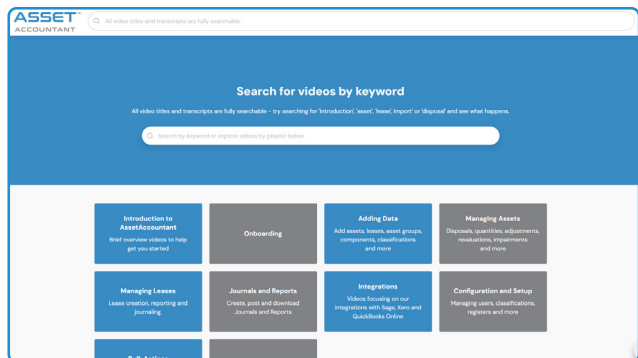 ASSET
ACCOUNTANT
All video titles and transcripts are fully searchable
Search for videos by keyword
All video titles and transcripts are fully searchable - try searching for 'introduction', 'asset', 'lease', import' or 'disposal' and see what happens.
Search by keyword or explore videos by playlist below
Introduction to
AssetAccountant
Brief overview videos to help
get you started
Onboarding
Adding Data
Add assets, leases, asset groups,
components, classifications
and more
Managing Assets
Disposals, quantities, adjustments,
revaluations, impairments
and more
Managing Leases
Lease creation, reporting and
journaling.
Journals and Reports
Create, post and download
Journals and Reports
Integrations
Videos focusing on our
integrations with Sage, Xero and
QuickBooks Online
Configuration and Setup
Managing users, classifications,
registers and more
Bulk Actions